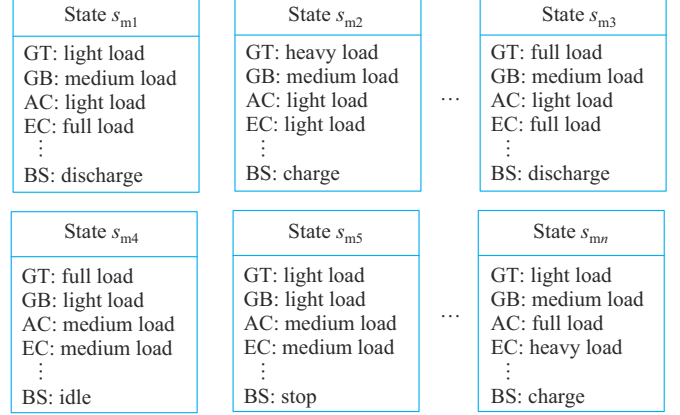 State s_m1
GT: light load
GB: medium load
AC: light load
EC: full load
⋮
BS: discharge
State s_m2
GT: heavy load
GB: medium load
AC: light load
EC: light load
⋮
BS: charge
...
State s_m3
GT: full load
GB: medium load
AC: light load
EC: full load
⋮
BS: discharge
State s_m4
GT: full load
GB: light load
AC: medium load
EC: medium load
⋮
BS: idle
State s_m5
GT: light load
GB: light load
AC: medium load
EC: medium load
⋮
BS: stop
...
State s_mn
GT: light load
GB: medium load
AC: full load
EC: heavy load
⋮
BS: charge